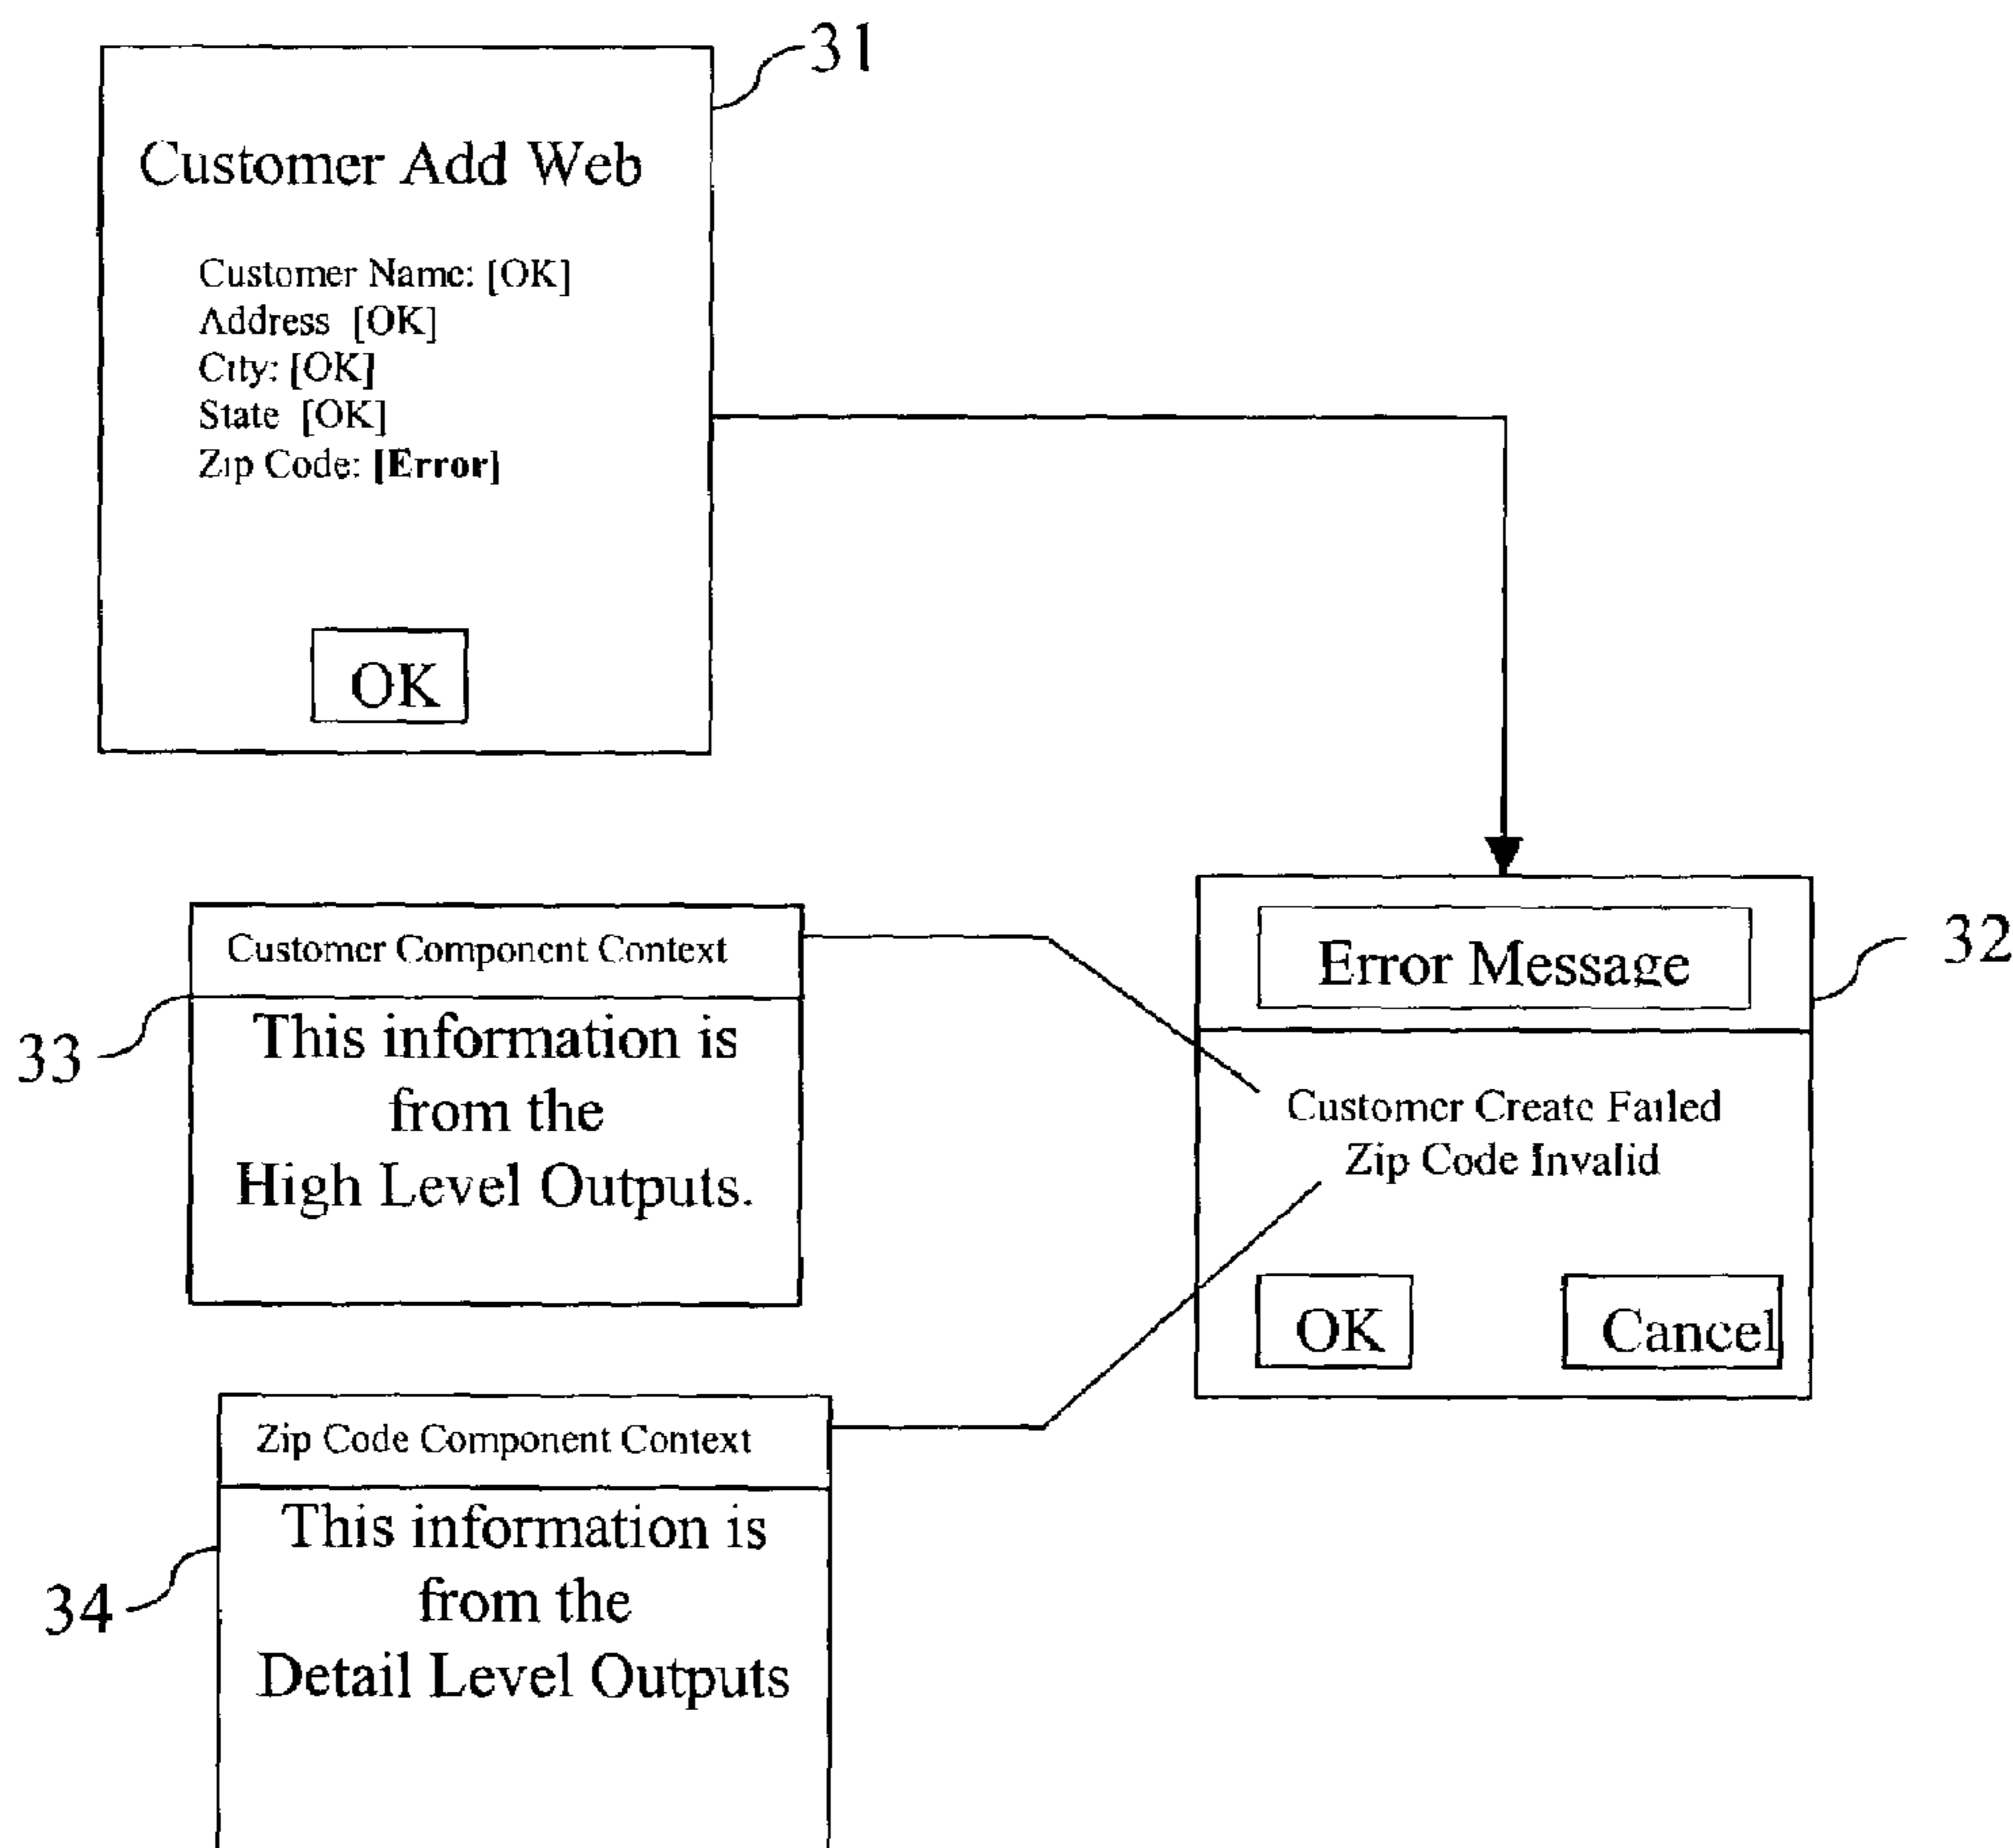 31
Customer Add Web
Customer Name: [OK]
Address [OK]
City: [OK]
State [OK]
Zip Code: [Error]
OK
Customer Component Context
33
This information is
from the
High Level Outputs.
32
Error Message
Customer Create Failed
Zip Code Invalid
OK
Cancel
Zip Code Component Context
34
This information is
from the
Detail Level Outputs